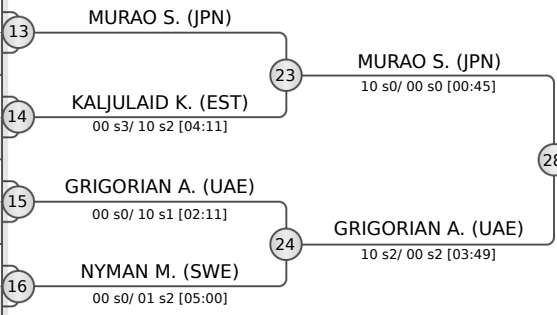 MURAO S. (JPN)
13
23
MURAO S. (JPN)
10 s0/ 00 s0 [00:45]
KALJULAID K. (EST)
14
00 s3/ 10 s2 [04:11]
28
GRIGORIAN A. (UAE)
15
00 s0/ 10 s1 [02:11]
24
GRIGORIAN A. (UAE)
10 s2/ 00 s2 [03:49]
NYMAN M. (SWE)
16
00 s0/ 01 s2 [05:00]